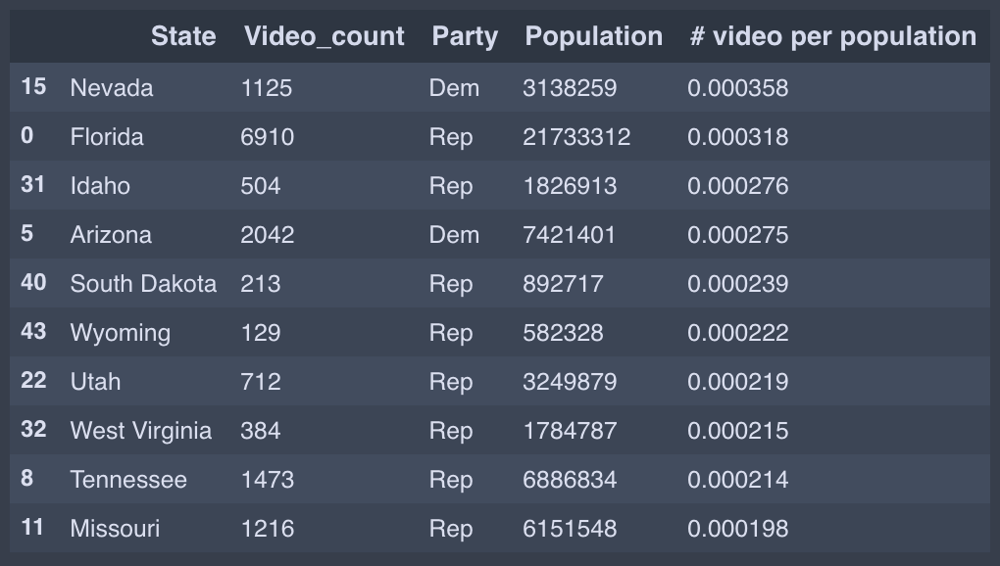 State Video_count Party Population # video per population
15 Nevada 1125 Dem 3138259 0.000358
0 Florida 6910 Rep 21733312 0.000318
31 Idaho 504 Rep 1826913 0.000276
5 Arizona 2042 Dem 7421401 0.000275
40 South Dakota 213 Rep 892717 0.000239
43 Wyoming 129 Rep 582328 0.000222
22 Utah 712 Rep 3249879 0.000219
32 West Virginia 384 Rep 1784787 0.000215
8 Tennessee 1473 Rep 6886834 0.000214
11 Missouri 1216 Rep 6151548 0.000198